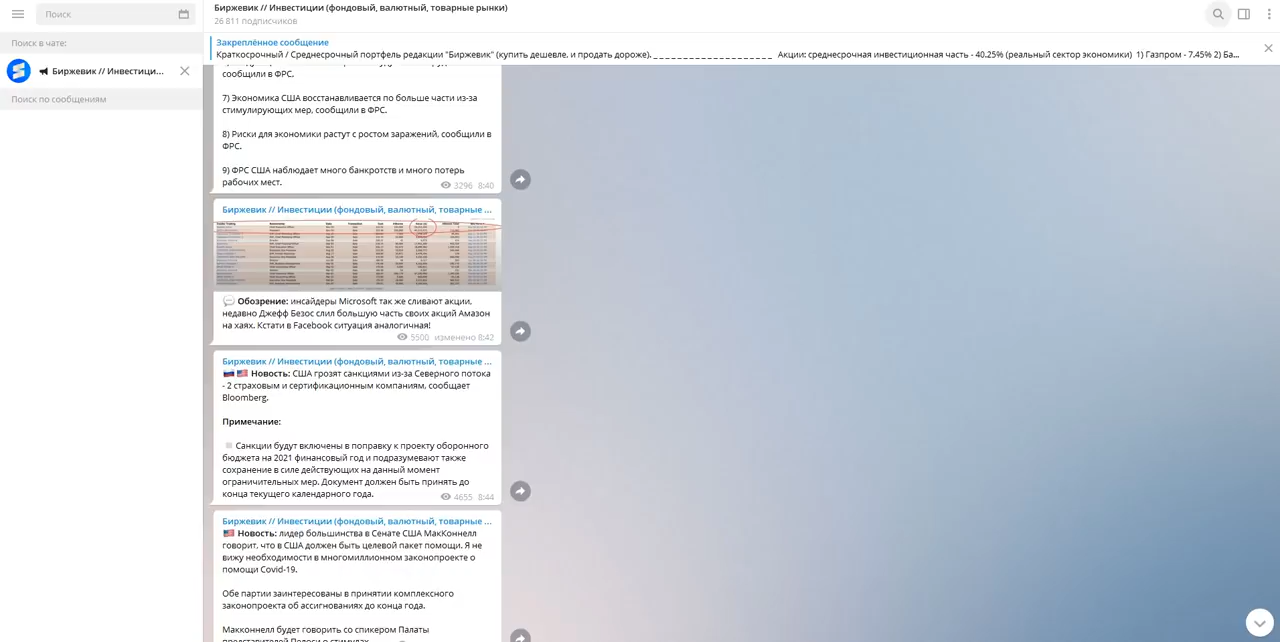 Поиск
Поиск в чате:
Биржевик // Инвестици...
Поиск по сообщениям
Биржевик // Инвестиции (фондовый, валютный, товарные рынки)
26 811 подписчиков
Закреплённое сообщение
Краткосрочный / Среднесрочный портфель редакции "Биржевик" (купить дешевле, и продать дороже). _ _ _ _ _ _ _ _ _ _ _ _ _ _ _ _ _ _ _ Акции: среднесрочная инвестиционная часть - 40.25% (реальный сектор экономики) 1) Газпром - 7.45% 2) Ба...
сообщили в ФРС.
7) Экономика США восстанавливается по больше части из-за
стимулирующих мер, сообщили в ФРС.
8) Риски для экономики растут с ростом заражений, сообщили в
ФРС.
9) ФРС США наблюдает много банкротств и много потерь
рабочих мест.
3296 8:40
Биржевик // Инвестиции (фондовый, валютный, товарные ...
Обозрение: инсайдеры Microsoft так же сливают акции,
недавно Джефф Безос слил большую часть своих акций Амазон
на хаях. Кстати в Facebook ситуация аналогичная!
5500 изменено 8:42
Биржевик // Инвестиции (фондовый, валютный, товарные ...
Новость: США грозят санкциями из-за Северного потока
- 2 страховым и сертификационным компаниям, сообщает
Bloomberg.
Примечание:
Санкции будут включены в поправку к проекту оборонного
бюджета на 2021 финансовый год и подразумевают также
сохранение в силе действующих на данный момент
ограничительных мер. Документ должен быть принять до
конца текущего календарного года.
4655 8:44
Биржевик // Инвестиции (фондовый, валютный, товарные ...
Новость: лидер большинства в Сенате США МакКоннелл
говорит, что в США должен быть целевой пакет помощи. Я не
вижу необходимости в многомиллионном законопроекте о
помощи Covid-19.
Обе партии заинтересованы в принятии комплексного
законопроекта об ассигнованиях до конца года.
Макконнелл будет говорить со спикером Палаты
представителей Пелоси о стимулах.